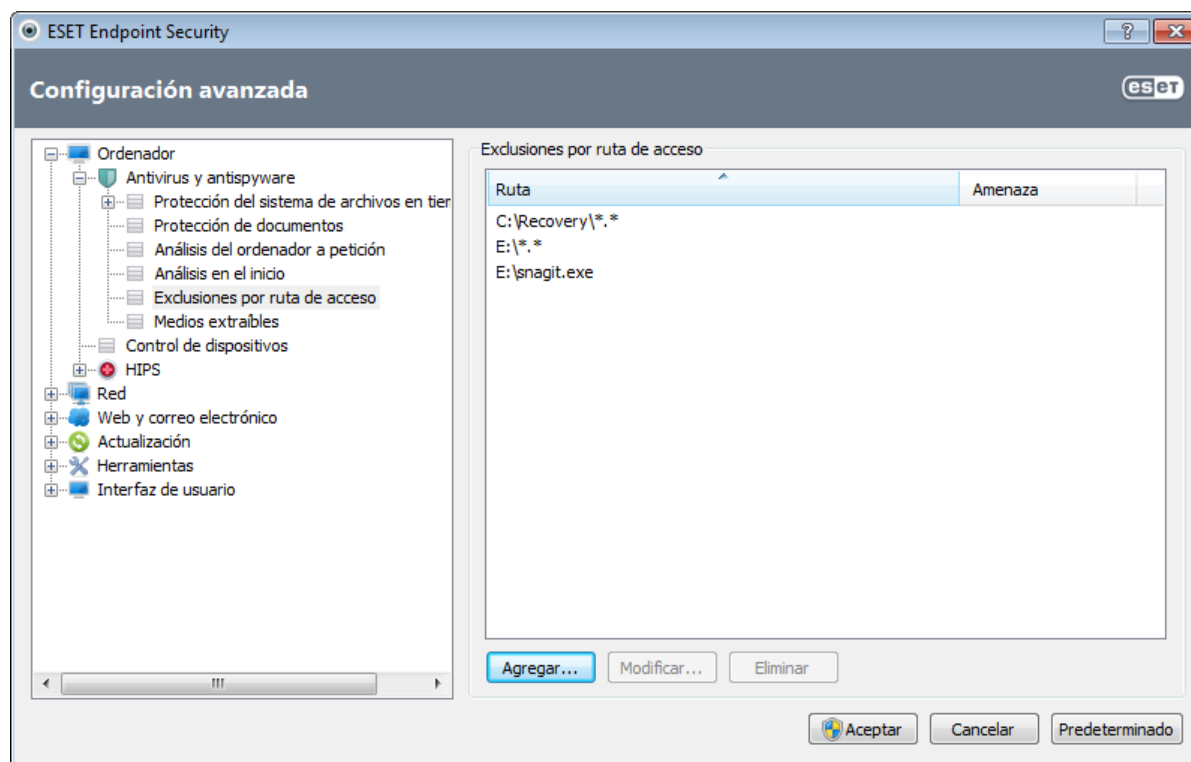 ESET Endpoint Security
?
Configuración avanzada
eset
Ordenador
Antivirus y antispyware
Protección del sistema de archivos en tier
Protección de documentos
Análisis del ordenador a petición
Análisis en el inicio
Exclusiones por ruta de acceso
Medios extraíbles
Control de dispositivos
HIPS
Red
Web y correo electrónico
Actualización
Herramientas
Interfaz de usuario
Exclusiones por ruta de acceso
Ruta Amenaza
C:\Recovery\*.*
E:\*.*
E:\snagit.exe
Agregar... Modificar... Eliminar
Aceptar Cancelar Predeterminado